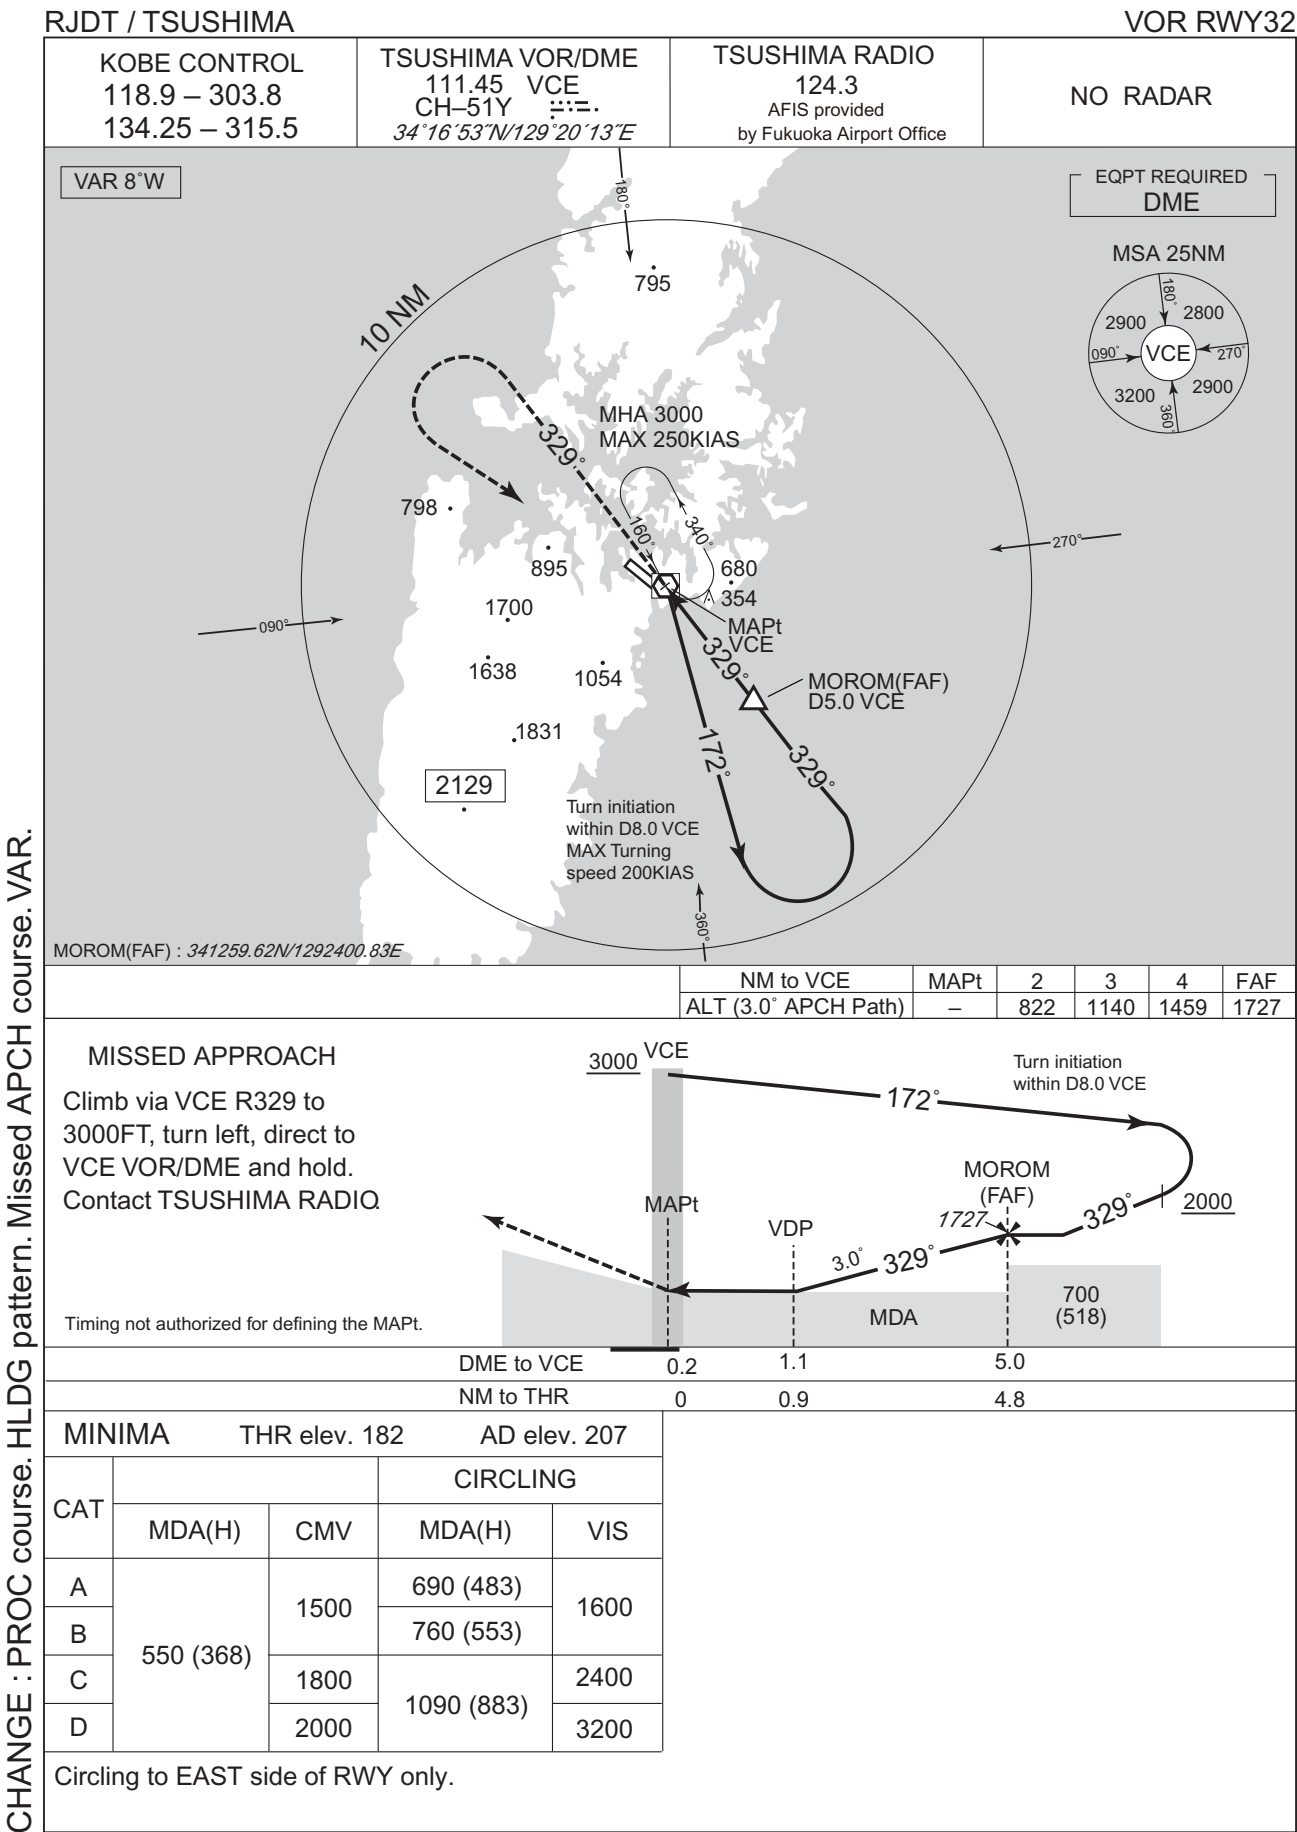 RJDT / TSUSHIMA
VOR RWY32
KOBE CONTROL
118.9 – 303.8
134.25 – 315.5
TSUSHIMA VOR/DME
111.45 VCE
CH–51Y
34˚16´53˝N/129˚20´13˝E
TSUSHIMA RADIO
124.3
AFIS provided
by Fukuoka Airport Office
NO RADAR
VAR 8˚W
EQPT REQUIRED
DME
MSA 25NM
180˚
2900
2800
090˚
VCE
270˚
3200
2900
360˚
180˚
795
10 NM
MHA 3000
MAX 250KIAS
329˚
798
160˚
340˚
270˚
895
680
354
1700
090˚
MAPt
VCE
329˚
1638
1054
MOROM(FAF)
D5.0 VCE
1831
172˚
329˚
2129
Turn initiation
within D8.0 VCE
MAX Turning
speed 200KIAS
360˚
MOROM(FAF) : 341259.62N/1292400.83E
NM to VCE MAPt 2 3 4 FAF
ALT (3.0˚ APCH Path) – 822 1140 1459 1727
MISSED APPROACH
Climb via VCE R329 to
3000FT, turn left, direct to
VCE VOR/DME and hold.
Contact TSUSHIMA RADIO.
Timing not authorized for defining the MAPt.
3000
VCE
Turn initiation
within D8.0 VCE
172˚
MOROM
(FAF)
MAPt
VDP
1727
329˚
2000
3.0˚
329˚
MDA
700
(518)
DME to VCE 0.2 1.1 5.0
NM to THR 0 0.9 4.8
MINIMA THR elev. 182 AD elev. 207
CAT
CIRCLING
MDA(H) CMV MDA(H) VIS
A
B
C
D
550 (368)
1500
1800
2000
690 (483)
760 (553)
1090 (883)
1600
2400
3200
Circling to EAST side of RWY only.
CHANGE : PROC course. HLDG pattern. Missed APCH course. VAR.